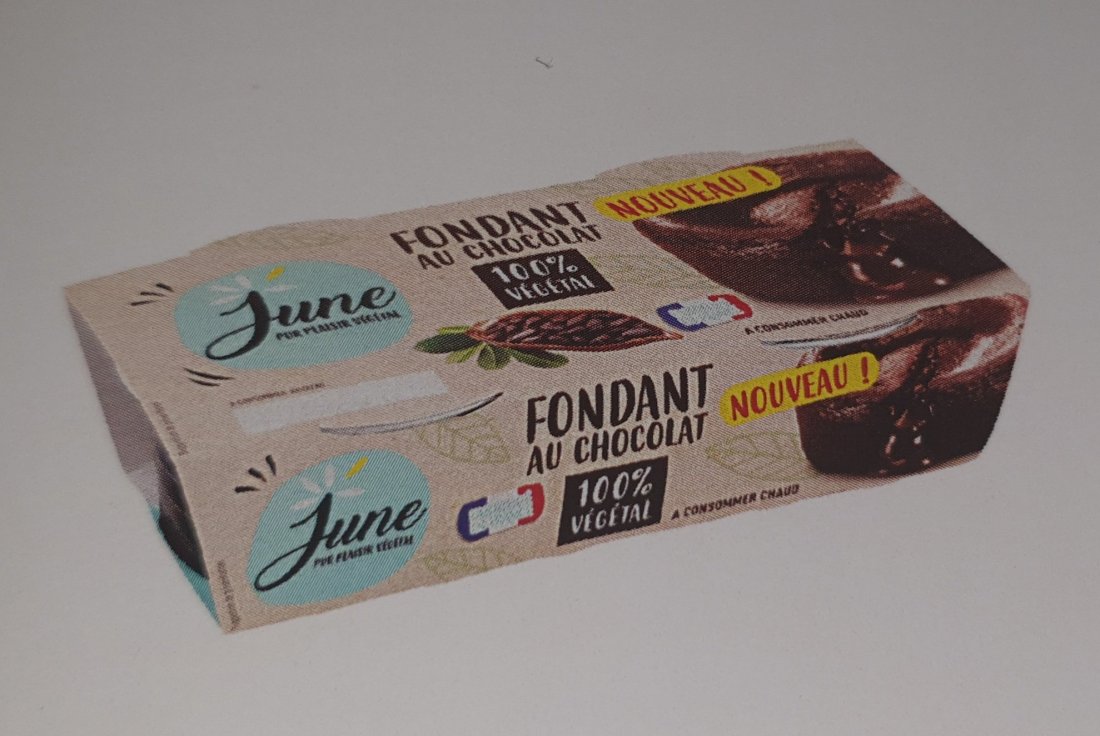 FONDANT
AU CHOCOLAT
NOUVEAU !
100%
VÉGÉTAL
June
PUR PLAISIR VÉGÉTAL
A CONSOMMER CHAUD
FONDANT
AU CHOCOLAT
NOUVEAU !
100%
VÉGÉTAL
A CONSOMMER CHAUD
June
PUR PLAISIR VÉGÉTAL